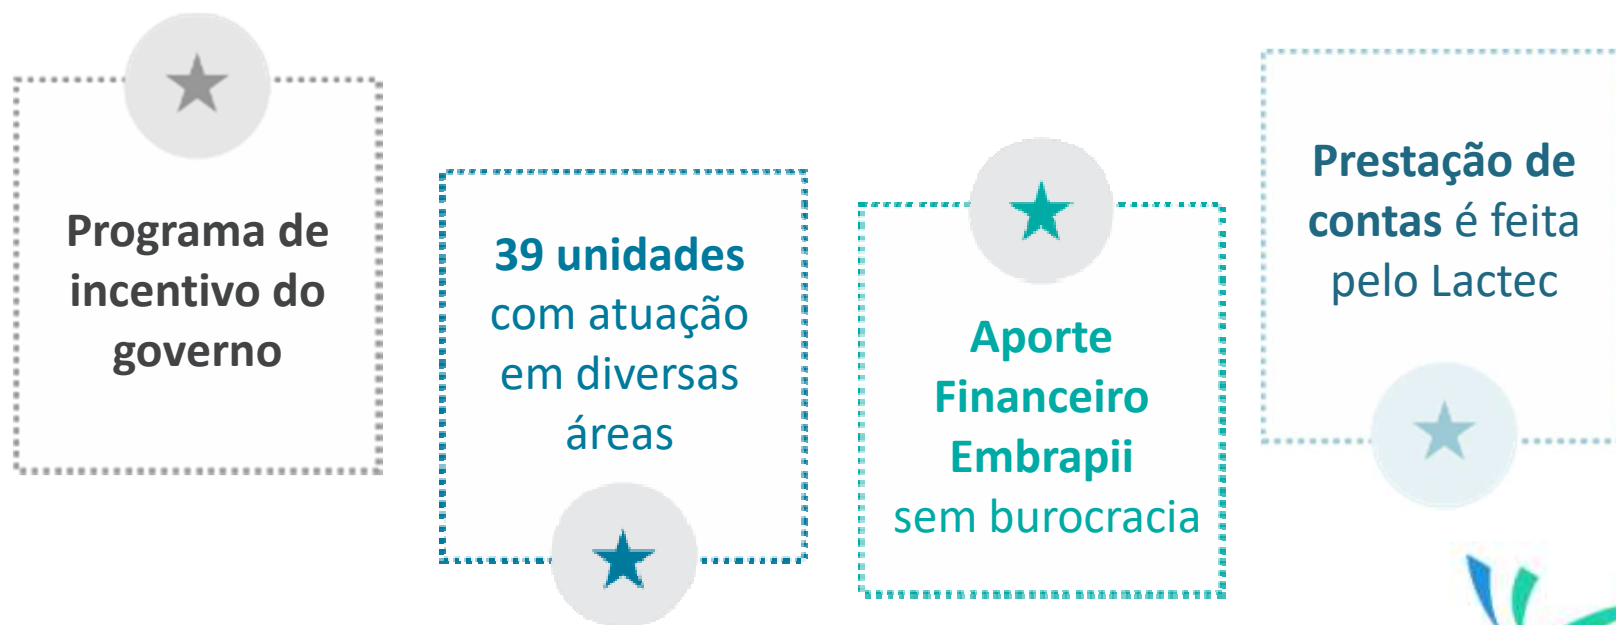 Programa de
incentivo do
governo
39 unidades
com atuação
em diversas
áreas
Aporte
Financeiro
Embrapii
sem burocracia
Prestação de
contas é feita
pelo Lactec